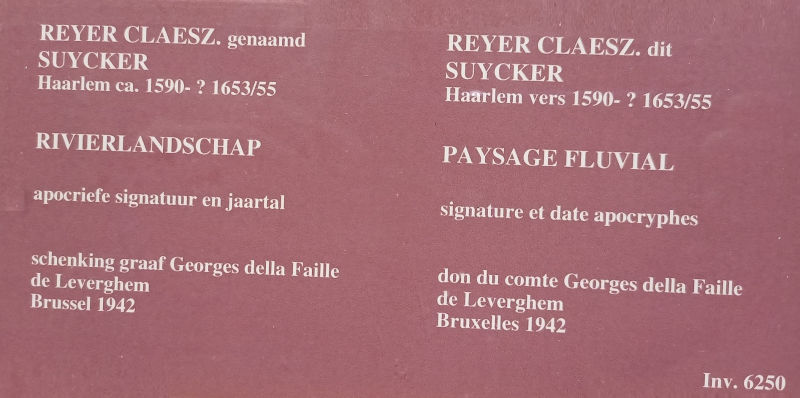 REYER CLAESZ. genaamd
SUYCKER
Haarlem ca. 1590- ? 1653/55
RIVIERLANDSCHAP
apocriefe signatuur en jaartal
schenking graaf Georges della Faille
de Leverghem
Brussel 1942
REYER CLAESZ. dit
SUYCKER
Haarlem vers 1590- ? 1653/55
PAYSAGE FLUVIAL
signature et date apocryphes
don du comte Georges della Faille
de Leverghem
Bruxelles 1942
Inv. 6250